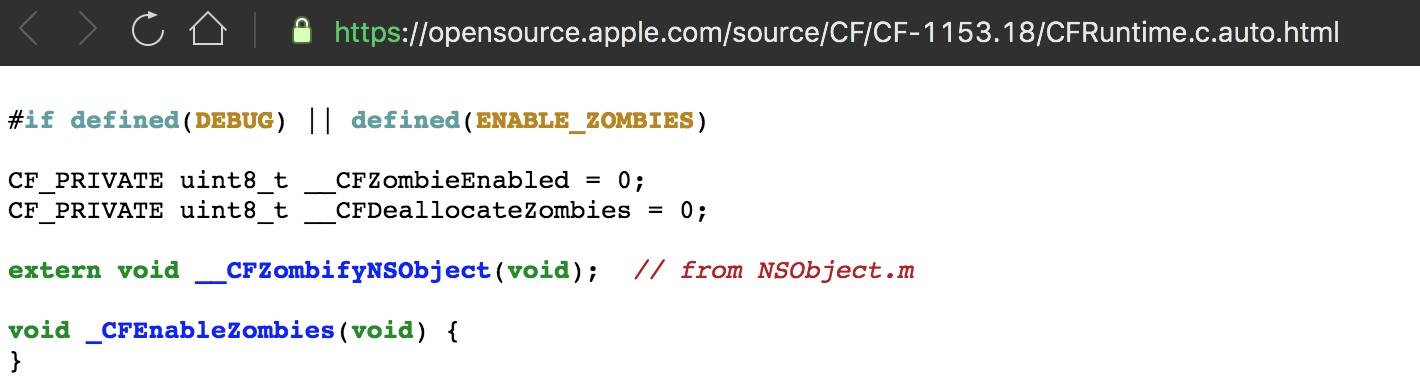 https://opensource.apple.com/source/CF/CF-1153.18/CFRuntime.c.auto.html
#if defined(DEBUG) || defined(ENABLE_ZOMBIES)
CF_PRIVATE uint8_t __CFZombieEnabled = 0;
CF_PRIVATE uint8_t __CFDeallocateZombies = 0;
extern void __CFZombifyNSObject(void);  // from NSObject.m
void _CFEnableZombies(void) {
}